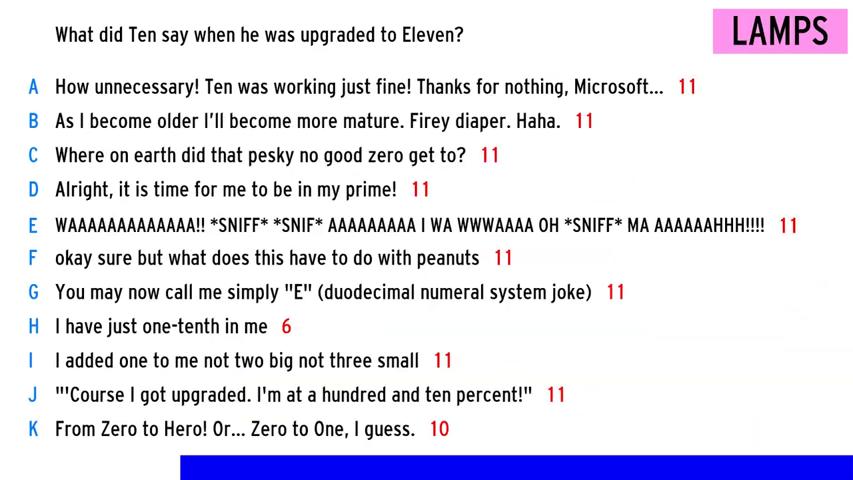 What did Ten say when he was upgraded to Eleven?
LAMPS
A How unnecessary! Ten was working just fine! Thanks for nothing, Microsoft... 11
B As I become older I'll become more mature. Firey diaper. Haha. 11
C Where on earth did that pesky no good zero get to? 11
D Alright, it is time for me to be in my prime! 11
E WAAAAAAAAAAAAA!! *SNIFF* *SNIF* AAAAAAAAA I WA WWWAAAA OH *SNIFF* MA AAAAAAHHH!!!! 11
F okay sure but what does this have to do with peanuts 11
G You may now call me simply "E" (duodecimal numeral system joke) 11
H I have just one-tenth in me 6
I I added one to me not two big not three small 11
J "'Course I got upgraded. I'm at a hundred and ten percent!" 11
K From Zero to Hero! Or... Zero to One, I guess. 10